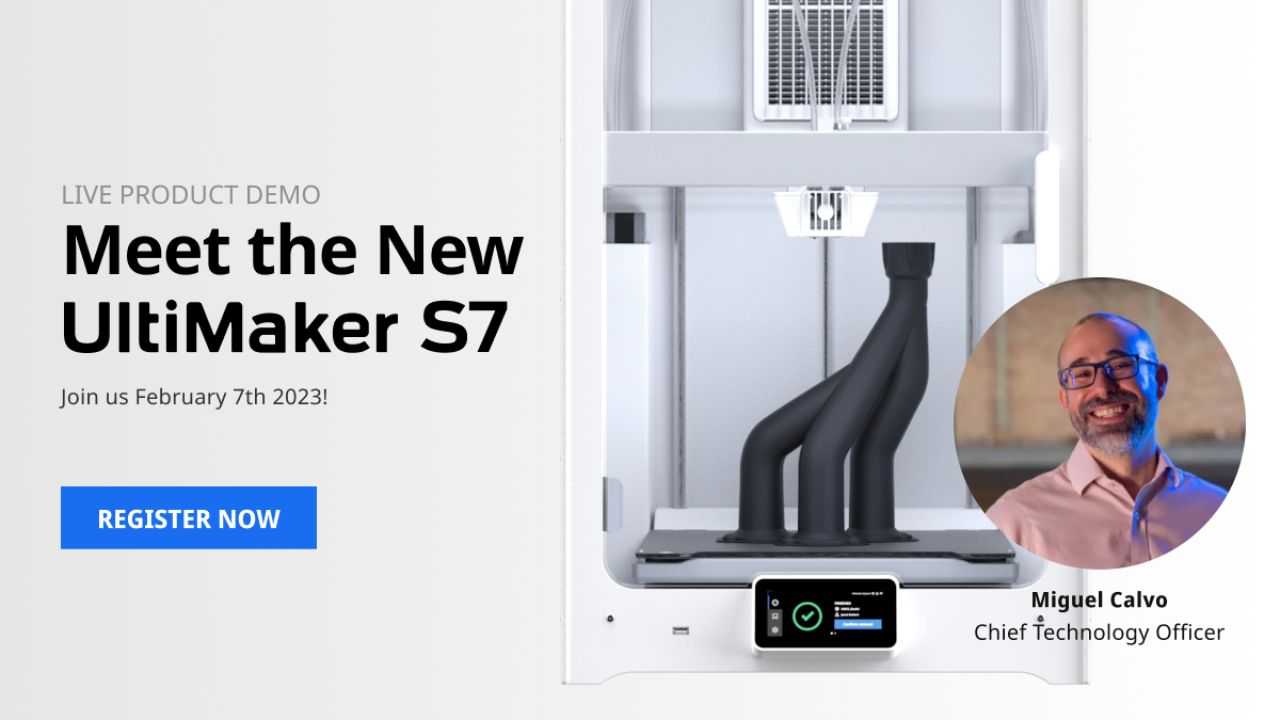 LIVE PRODUCT DEMO
Meet the New
UltiMaker S7
Join us February 7th 2023!
REGISTER NOW
FINISHED
Miguel Calvo
Chief Technology Officer